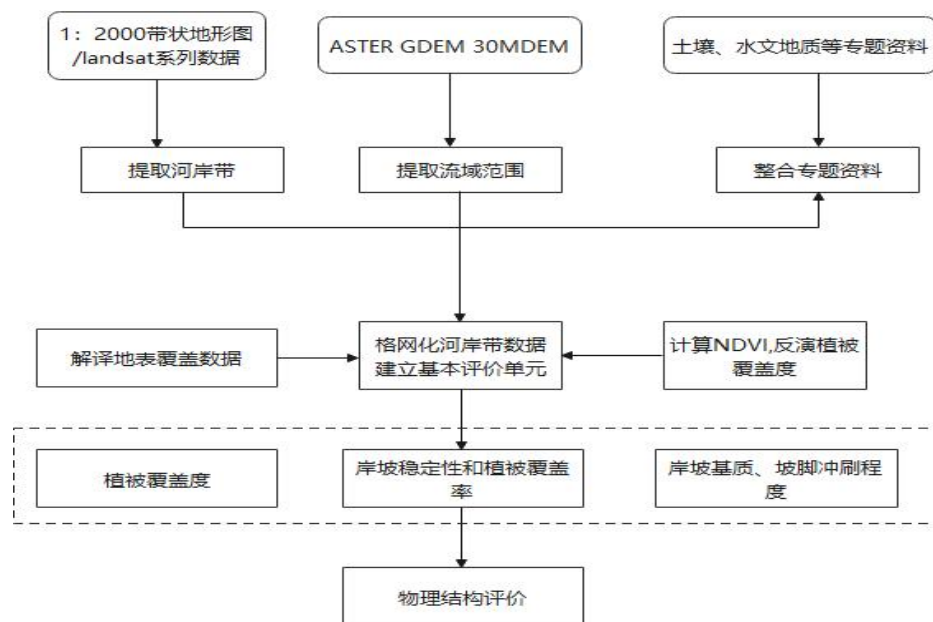 1：2000带状地形图
/landsat系列数据
ASTER GDEM 30MDEM
土壤、水文地质等专题资料
提取河岸带
提取流域范围
整合专题资料
解译地表覆盖数据
格网化河岸带数据
建立基本评价单元
计算NDVI,反演植被
覆盖度
植被覆盖度
岸坡稳定性和植被覆盖
率
岸坡基质、坡脚冲刷程
度
物理结构评价